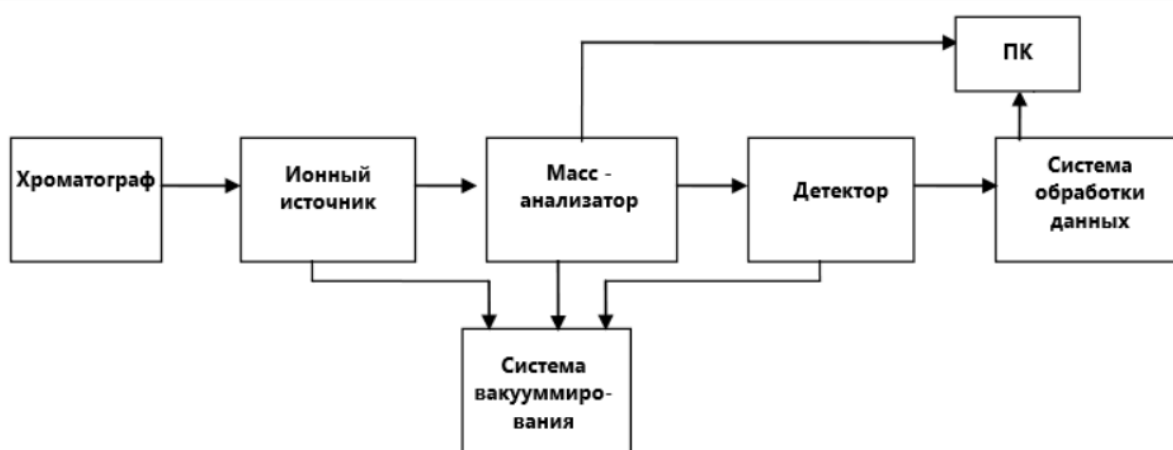 ПК
Хроматограф
Ионный
источник
Масс -
анализатор
Детектор
Система
обработки
данных
Система
вакууммиро-
вания